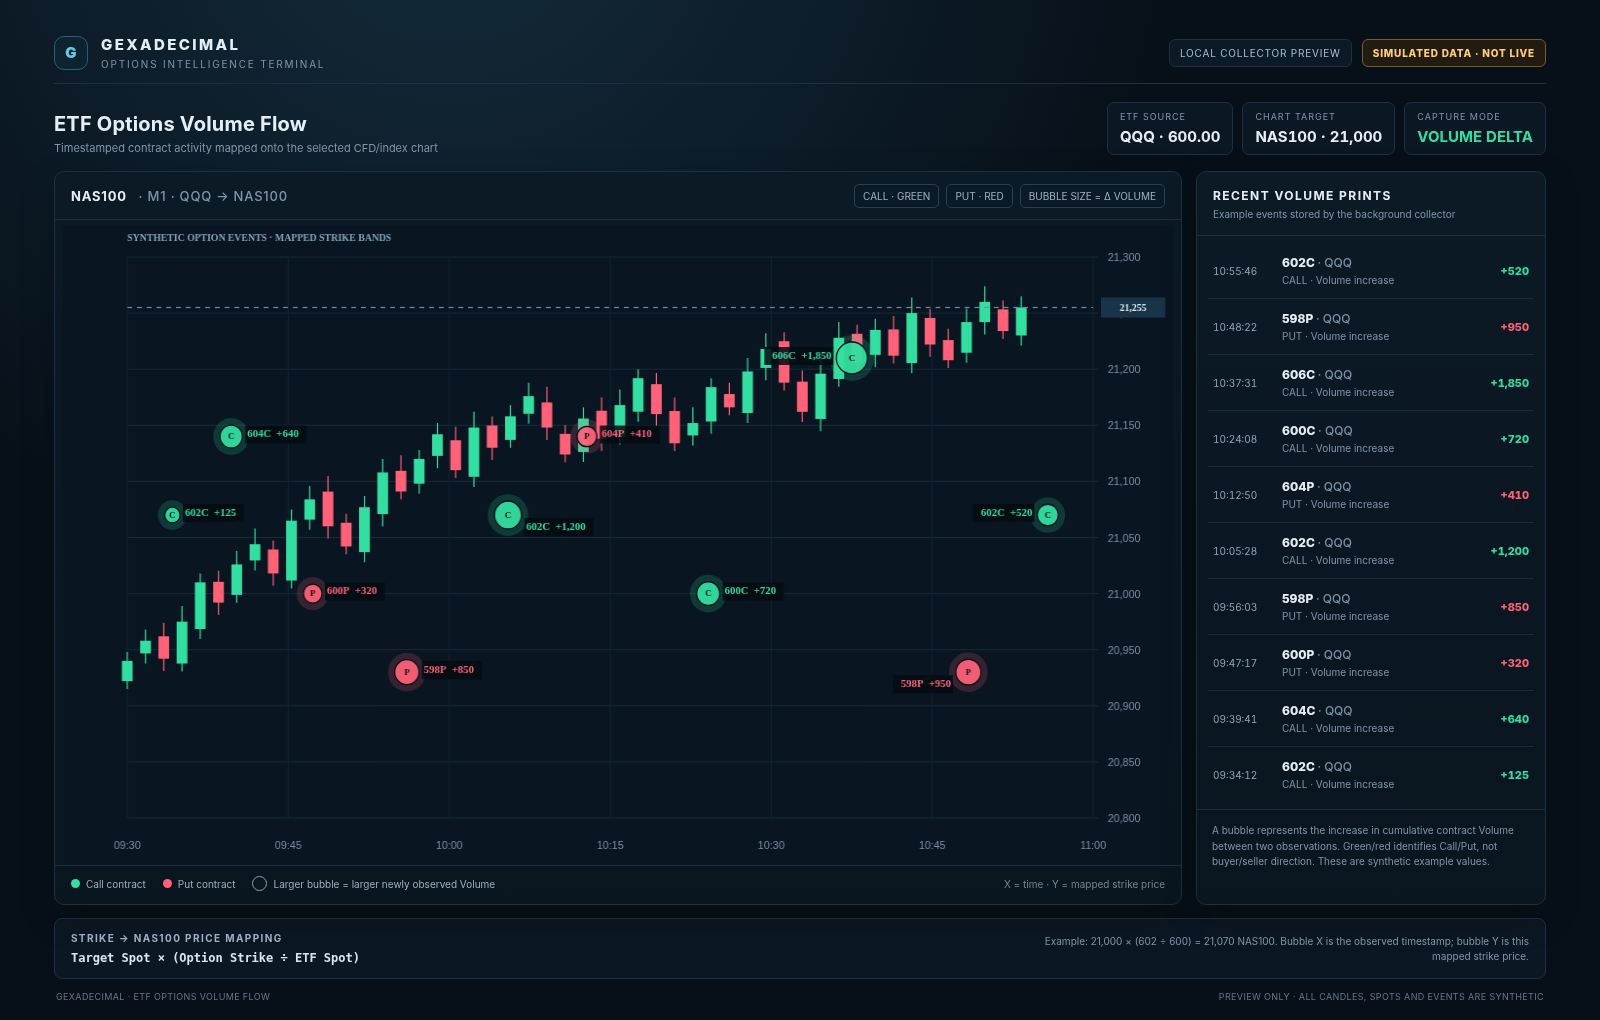 G
GEXADECIMAL
OPTIONS INTELLIGENCE TERMINAL
LOCAL COLLECTOR PREVIEW
SIMULATED DATA · NOT LIVE
ETF Options Volume Flow
Timestamped contract activity mapped onto the selected CFD/index chart
ETF SOURCE
QQQ · 600.00
CHART TARGET
NAS100 · 21,000
CAPTURE MODE
VOLUME DELTA
NAS100 · M1 · QQQ → NAS100
CALL · GREEN
PUT · RED
BUBBLE SIZE = Δ VOLUME
SYNTHETIC OPTION EVENTS · MAPPED STRIKE BANDS
21,300
21,255
606C +1,850
C
21,200
C
604C +640
P
604P +410
21,150
21,100
C
602C +125
C
602C +1,200
602C +520
C
21,050
P
600P +320
C
600C +720
21,000
20,950
P
598P +850
598P +950
P
20,900
20,850
20,800
09:30
09:45
10:00
10:15
10:30
10:45
11:00
Call contract
Put contract
Larger bubble = larger newly observed Volume
X = time · Y = mapped strike price
RECENT VOLUME PRINTS
Example events stored by the background collector
10:55:46
602C · QQQ
CALL · Volume increase
+520
10:48:22
598P · QQQ
PUT · Volume increase
+950
10:37:31
606C · QQQ
CALL · Volume increase
+1,850
10:24:08
600C · QQQ
CALL · Volume increase
+720
10:12:50
604P · QQQ
PUT · Volume increase
+410
10:05:28
602C · QQQ
CALL · Volume increase
+1,200
09:56:03
598P · QQQ
PUT · Volume increase
+850
09:47:17
600P · QQQ
PUT · Volume increase
+320
09:39:41
604C · QQQ
CALL · Volume increase
+640
09:34:12
602C · QQQ
CALL · Volume increase
+125
A bubble represents the increase in cumulative contract Volume
between two observations. Green/red identifies Call/Put, not
buyer/seller direction. These are synthetic example values.
STRIKE → NAS100 PRICE MAPPING
Target Spot × (Option Strike ÷ ETF Spot)
Example: 21,000 × (602 ÷ 600) = 21,070 NAS100. Bubble X is the observed timestamp; bubble Y is this
mapped strike price.
GEXADECIMAL · ETF OPTIONS VOLUME FLOW
PREVIEW ONLY · ALL CANDLES, SPOTS AND EVENTS ARE SYNTHETIC